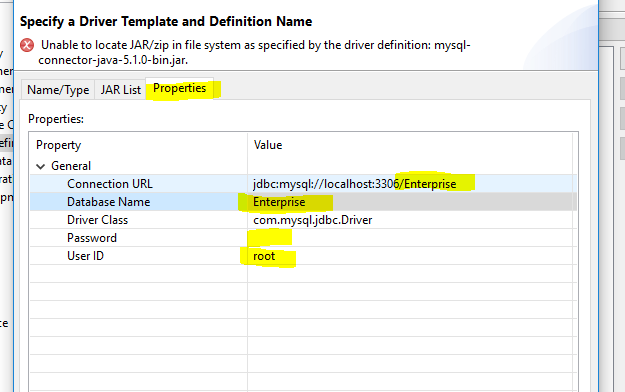 Specify a Driver Template and Definition Name
Unable to locate JAR/zip in file system as specified by the driver definition: mysql-
connector-java-5.1.0-bin.jar.
Name/Type JAR List Properties
Properties:
Property Value
General
Connection URL jdbc:mysql://localhost:3306/Enterprise
Database Name Enterprise
Driver Class com.mysql.jdbc.Driver
Password
User ID root